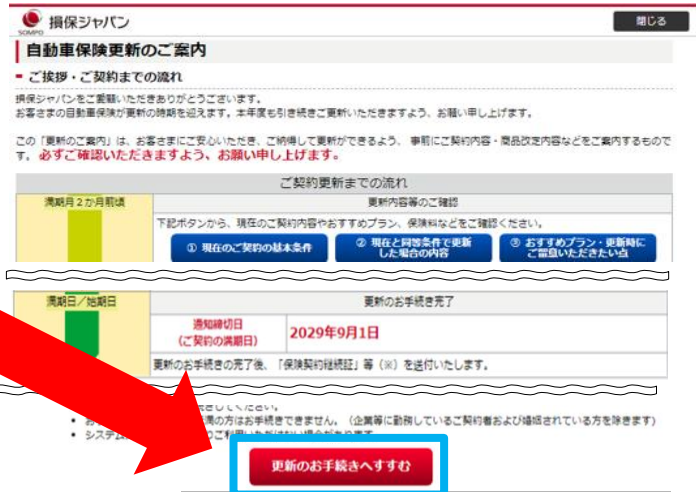 SOMPO
損保ジャパン
閉じる
自動車保険更新のご案内
ご挨拶・ご契約までの流れ
損保ジャパンをご愛顧いただきありがとうございます。
お客さまの自動車保険が更新の時期を迎えます。本年度も引き続きご更新いただきますよう、お願い申し上げます。
この「更新のご案内」は、お客さまにご安心いただき、ご納得して更新ができるよう、 事前にご契約内容・商品改定内容などをご案内するもので
す。必ずご確認いただきますよう、お願い申し上げます。
ご契約更新までの流れ
満期月2か月前頃
更新内容等のご確認
下記ボタンから、現在のご契約内容やおすすめプラン、保険料などをご確認ください。
① 現在のご契約の基本条件
② 現在と同等条件で更新
した場合の内容
③ おすすめプラン・更新時に
ご留意いただきたい点
満期日/始期日
更新のお手続き完了
通知締切日
(ご契約の満期日)
2029年9月1日
更新のお手続きの完了後、「保険契約継続証」等(※)を送付いたします。
してください。
満の方はお手続きできません。(企業等に勤務しているご契約者および婚姻されている方を除きます)
システム
更新のお手続きへすすむ